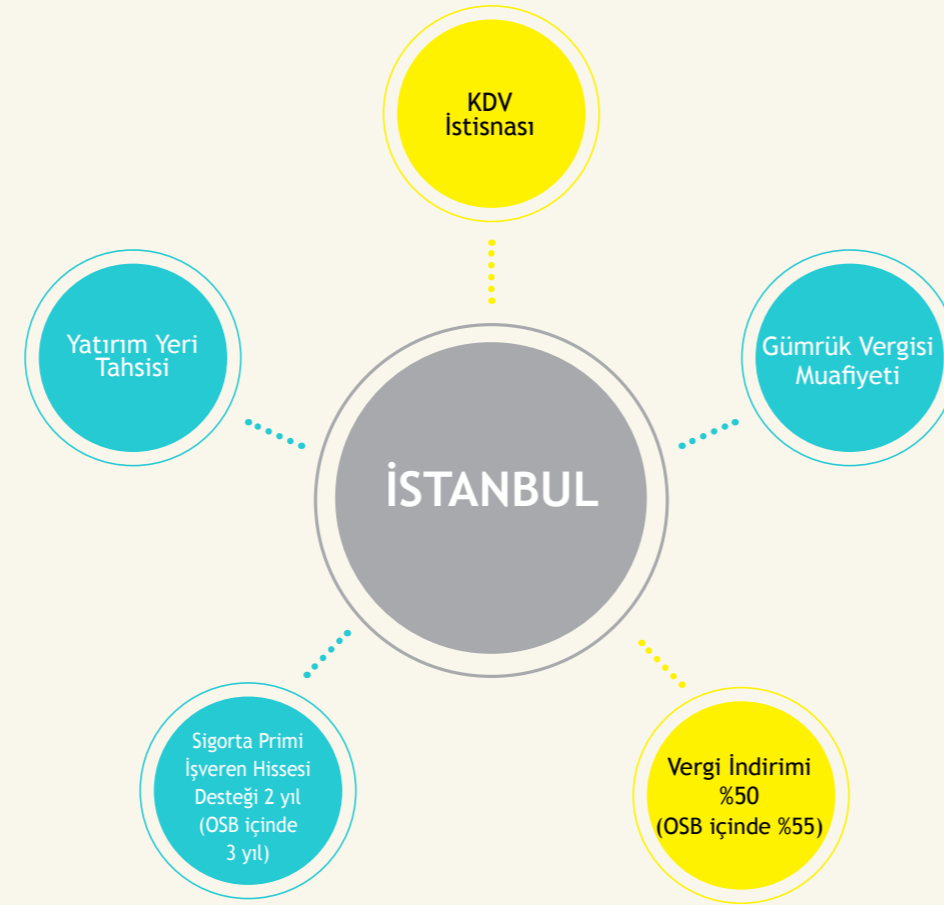 KDV
İstisnası
Yatırım Yeri
Tahsisi
Gümrük Vergisi
Muafiyeti
İSTANBUL
Sigorta Primi
İşveren Hissesi
Desteği 2 yıl
(OSB içinde
3 yıl)
Vergi İndirimi
%50
(OSB içinde %55)